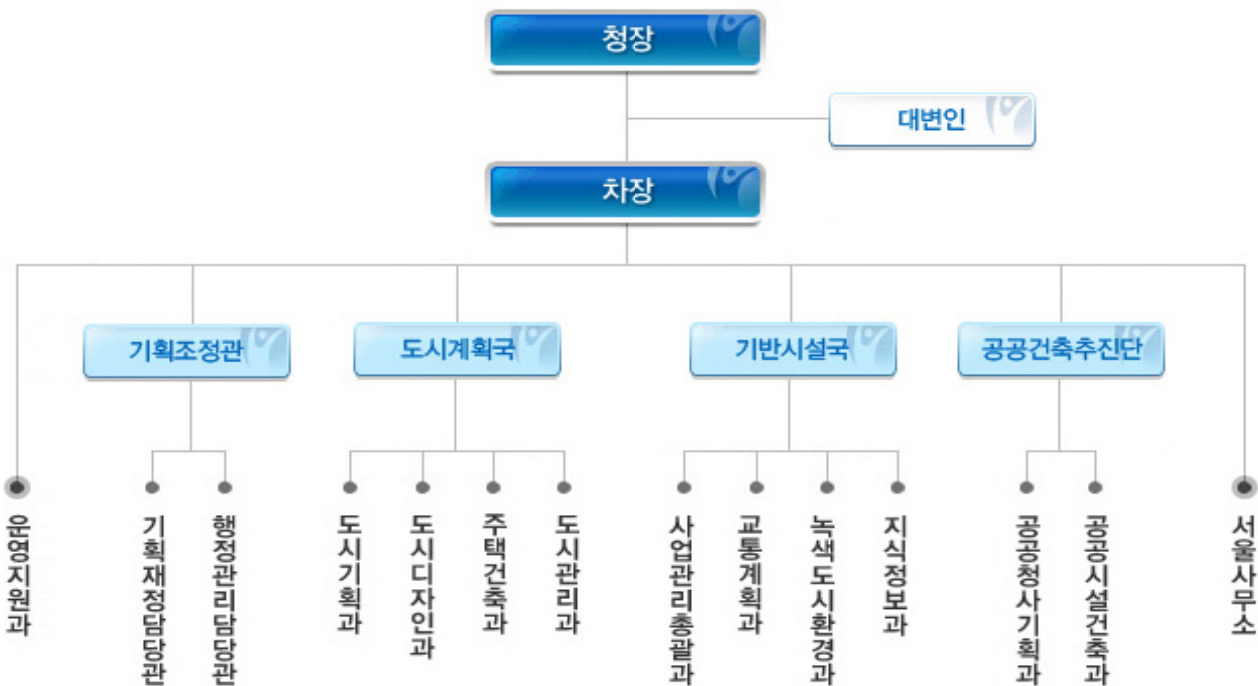 청장
대변인
차장
기획조정관
도시계획국
기반시설국
공공건축추진단
운영지원과
기획재정담당관
행정관리담당관
도시기획과
도시디자인과
주택건축과
도시관리과
사업관리총괄과
교통계획과
녹색도시환경과
지식정보과
공공청사기획과
공공시설건축과
서울사무소